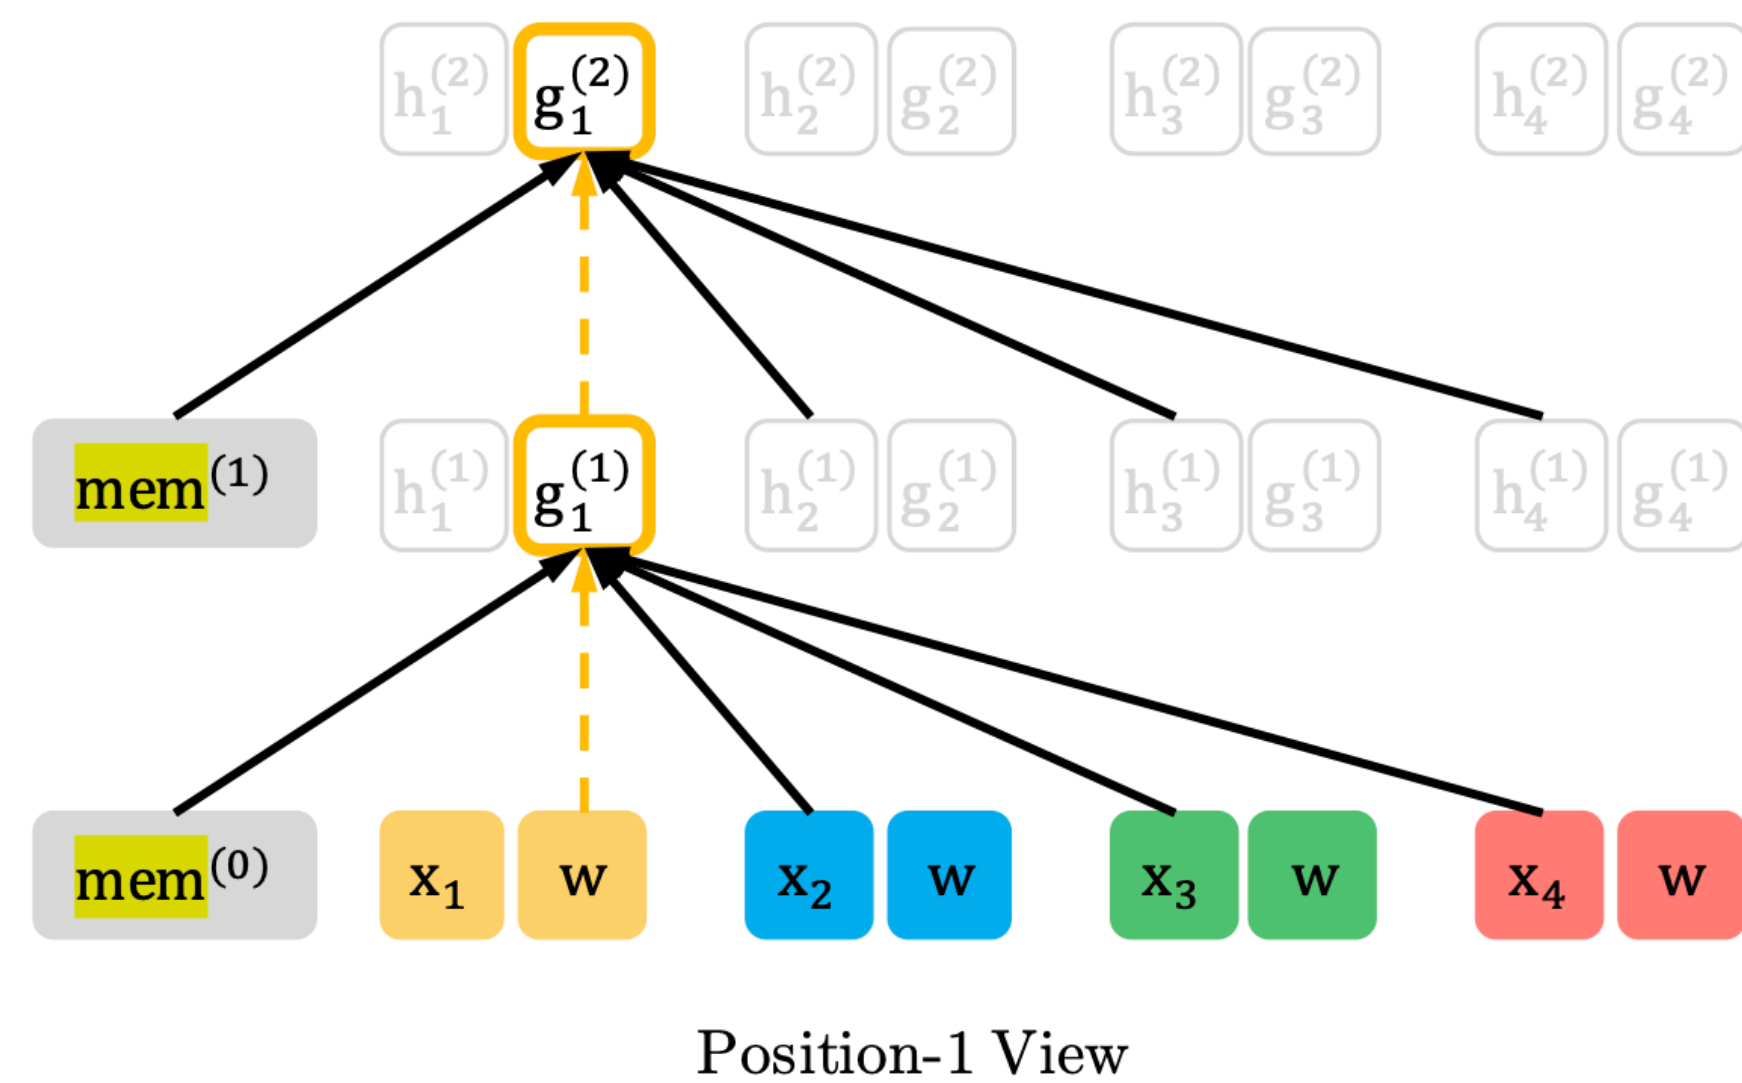 h₁⁽²⁾ g₁⁽²⁾ h₂⁽²⁾ g₂⁽²⁾ h₃⁽²⁾ g₃⁽²⁾ h₄⁽²⁾ g₄⁽²⁾
mem⁽¹⁾ h₁⁽¹⁾ g₁⁽¹⁾ h₂⁽¹⁾ g₂⁽¹⁾ h₃⁽¹⁾ g₃⁽¹⁾ h₄⁽¹⁾ g₄⁽¹⁾
mem⁽⁰⁾ x₁ w x₂ w x₃ w x₄ w
Position-1 View